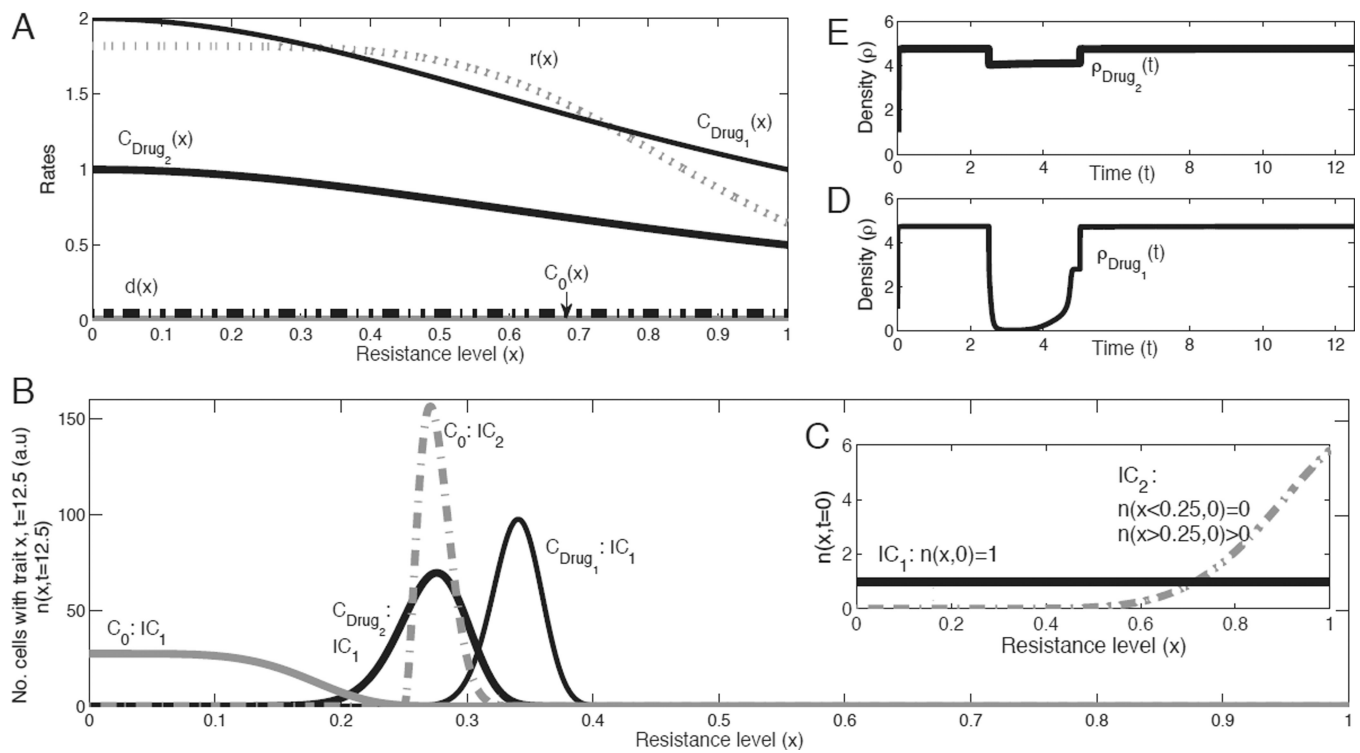 A
2
1.5
1
0.5
0
Rates
r(x)
C_Drug_1(x)
C_Drug_2(x)
d(x)
C_0(x)
0 0.1 0.2 0.3 0.4 0.5 0.6 0.7 0.8 0.9 1
Resistance level (x)
E
6
4
2
0
Density (ρ)
ρ_Drug_2(t)
0 2 4 6 8 10 12
Time (t)
D
6
4
2
0
Density (ρ)
ρ_Drug_1(t)
0 2 4 6 8 10 12
Time (t)
B
150
100
50
0
No. cells with trait x, t=12.5 (a.u)
n(x,t=12.5)
C_0: IC_2
C_Drug_1: IC_1
C_Drug_2:
IC_1
C_0: IC_1
0 0.1 0.2 0.3 0.4 0.5 0.6 0.7 0.8 0.9 1
Resistance level (x)
C
6
4
2
0
n(x,t=0)
IC_2:
n(x<0.25,0)=0
n(x>0.25,0)>0
IC_1: n(x,0)=1
0 0.2 0.4 0.6 0.8 1
Resistance level (x)